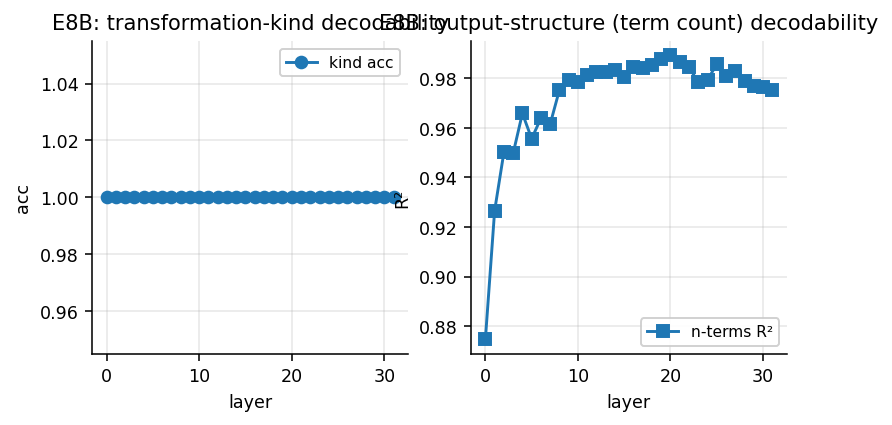 E8B: transformation-kind decodability
E8B: output-structure (term count) decodability
kind acc
1.04
1.02
1.00
0.98
0.96
acc
0
10
20
30
layer
0.98
0.96
0.94
0.92
0.90
0.88
R²
n-terms R²
0
10
20
30
layer